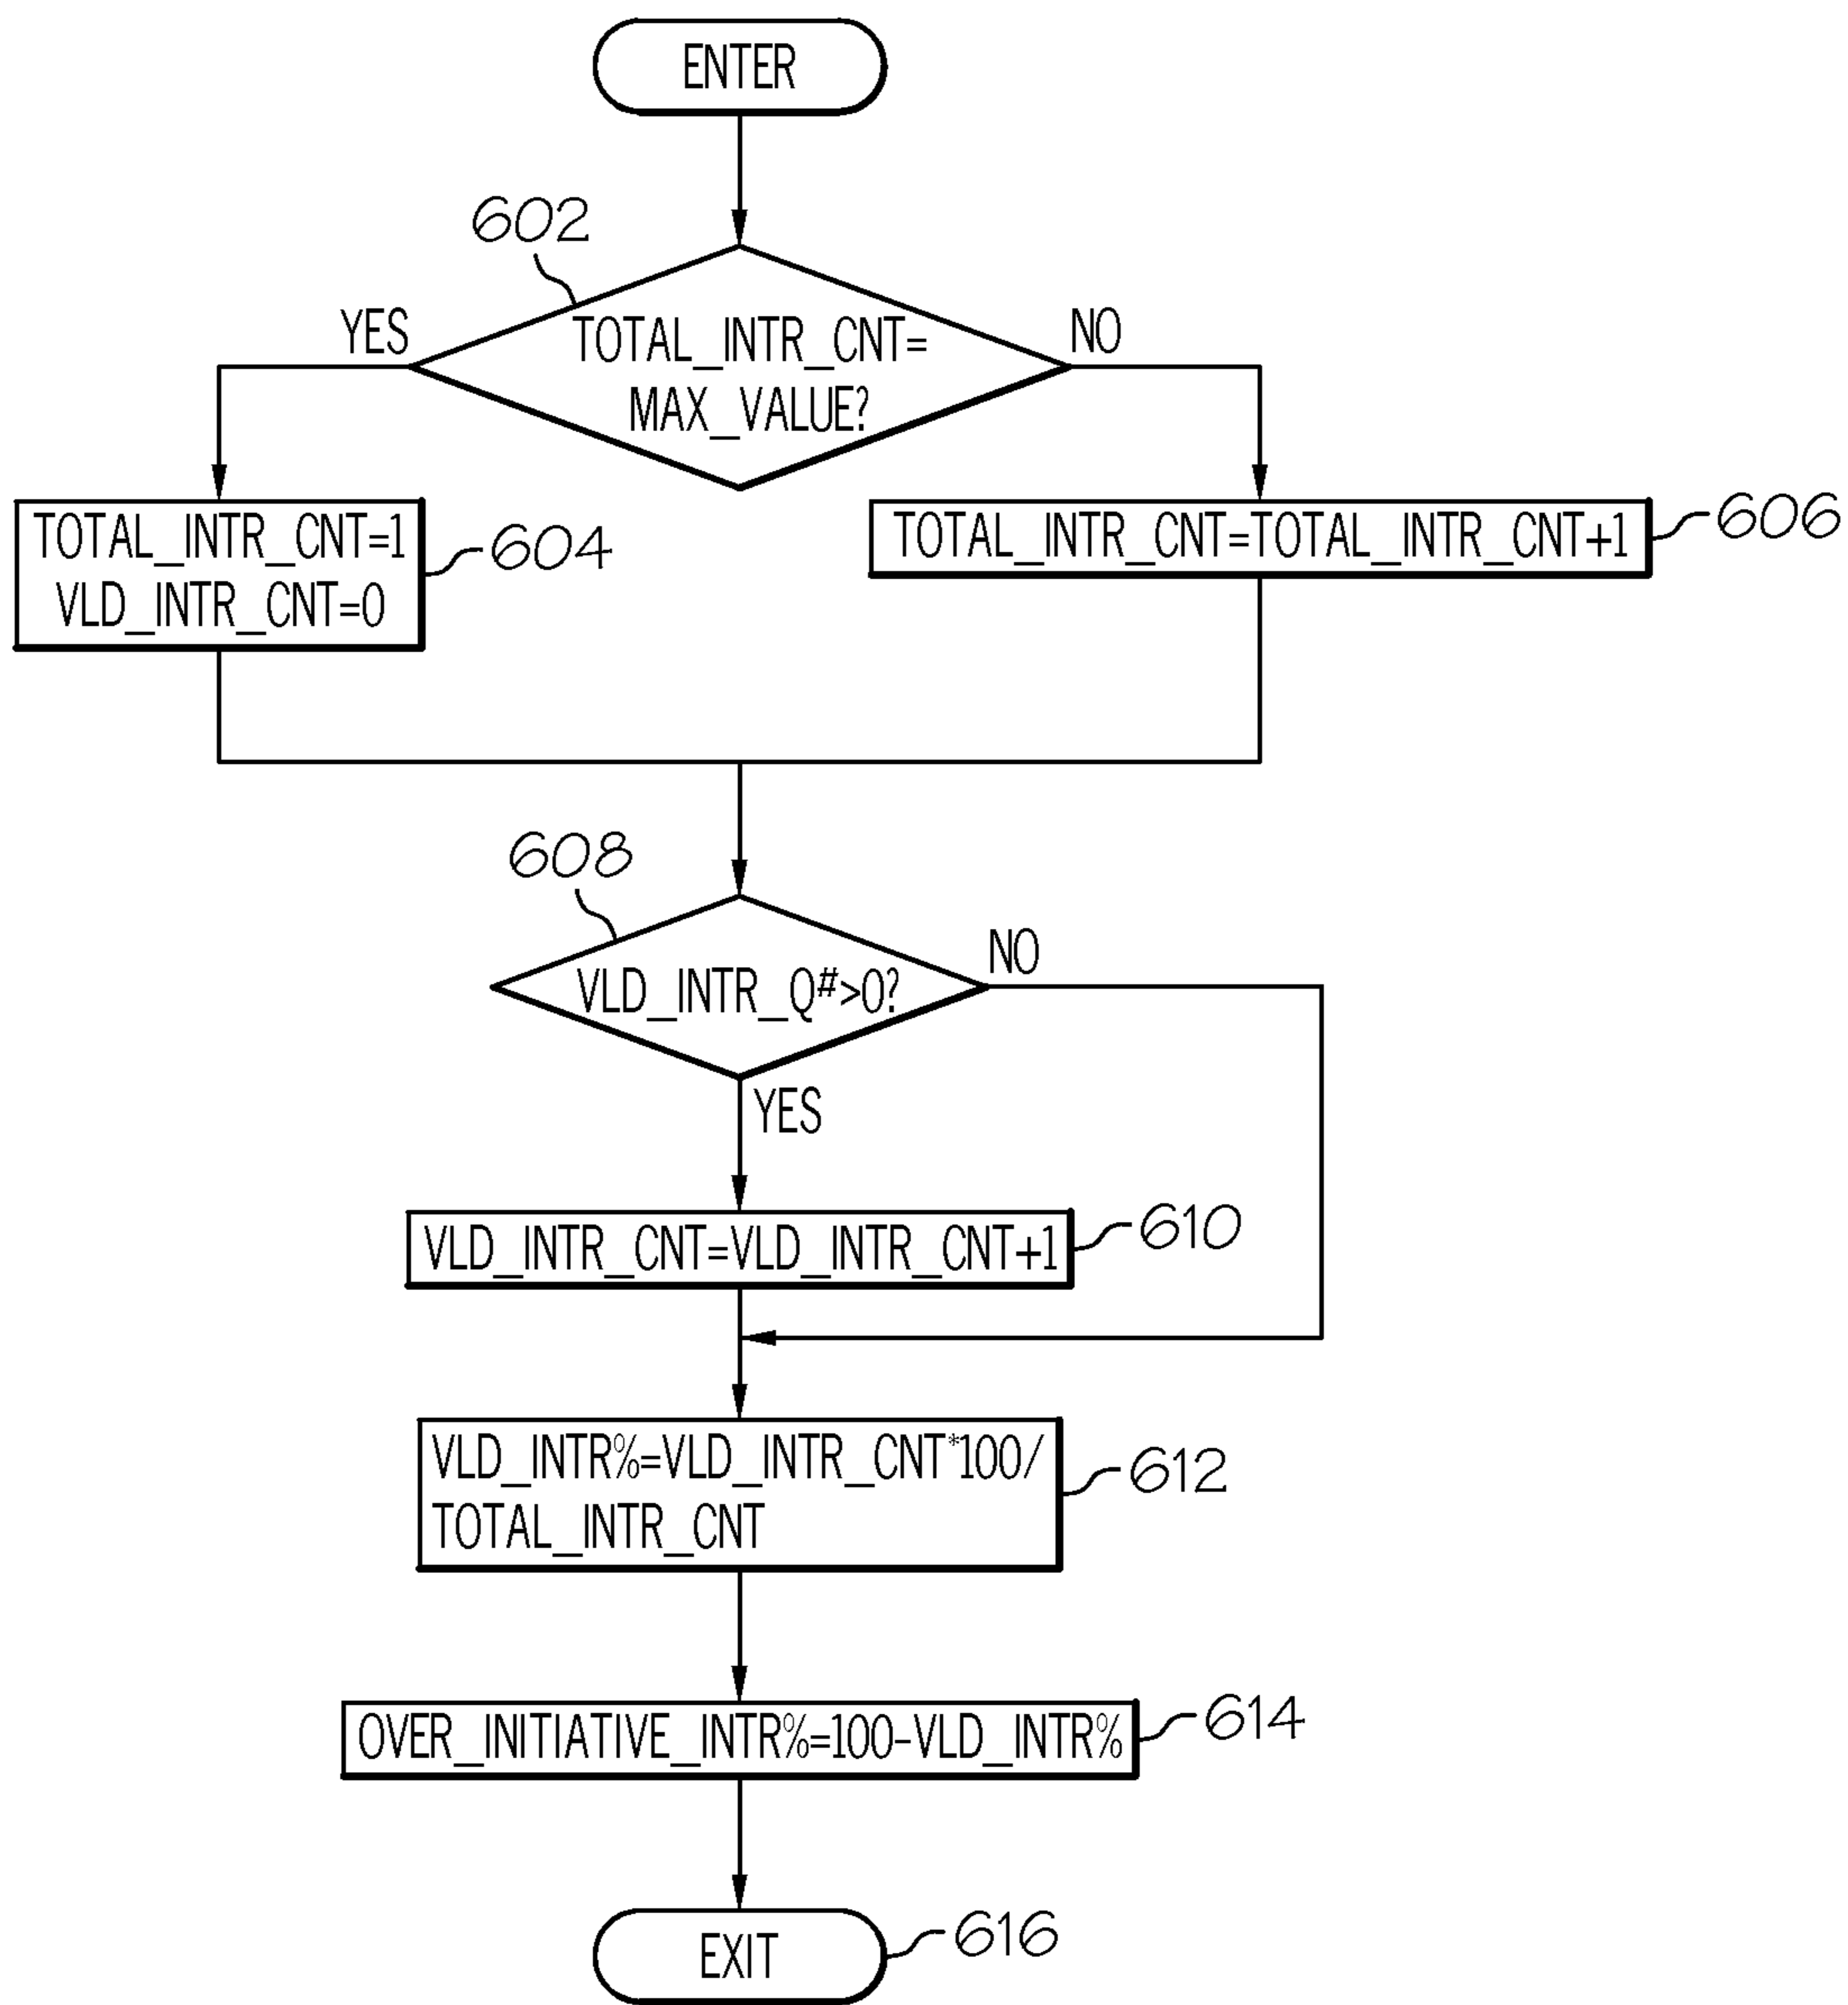 ENTER
602
YES
NO
TOTAL_INTR_CNT=
MAX_VALUE?
TOTAL_INTR_CNT=1
VLD_INTR_CNT=0
604
TOTAL_INTR_CNT=TOTAL_INTR_CNT+1
606
608
NO
VLD_INTR_Q#>0?
YES
VLD_INTR_CNT=VLD_INTR_CNT+1
610
VLD_INTR%=VLD_INTR_CNT*100/
TOTAL_INTR_CNT
612
OVER_INITIATIVE_INTR%=100-VLD_INTR%
614
EXIT
616